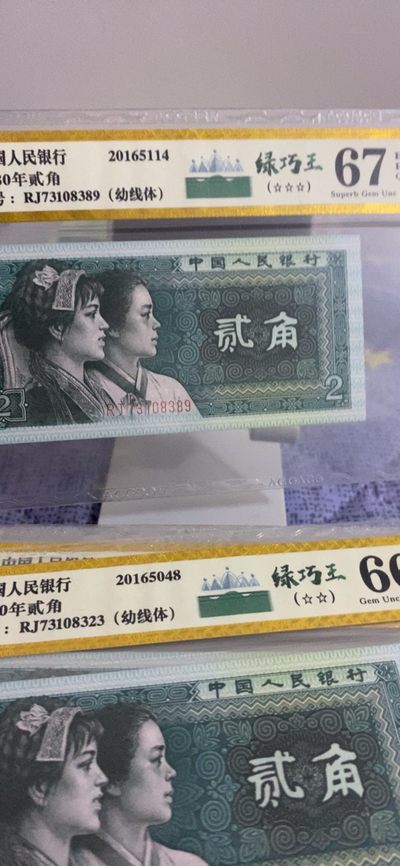 国人民银行 20165114
80年贰角
号: RJ73108389 (幼线体)
绿巧王
(☆☆☆)
67
Superb Gem Unc
中国人民银行
贰角
2
2
RJ73108389
国人民银行 20165048
0年贰角
: RJ73108323 (幼线体)
绿巧王
(☆☆)
66
Gem Unc
中国人民银行
贰角